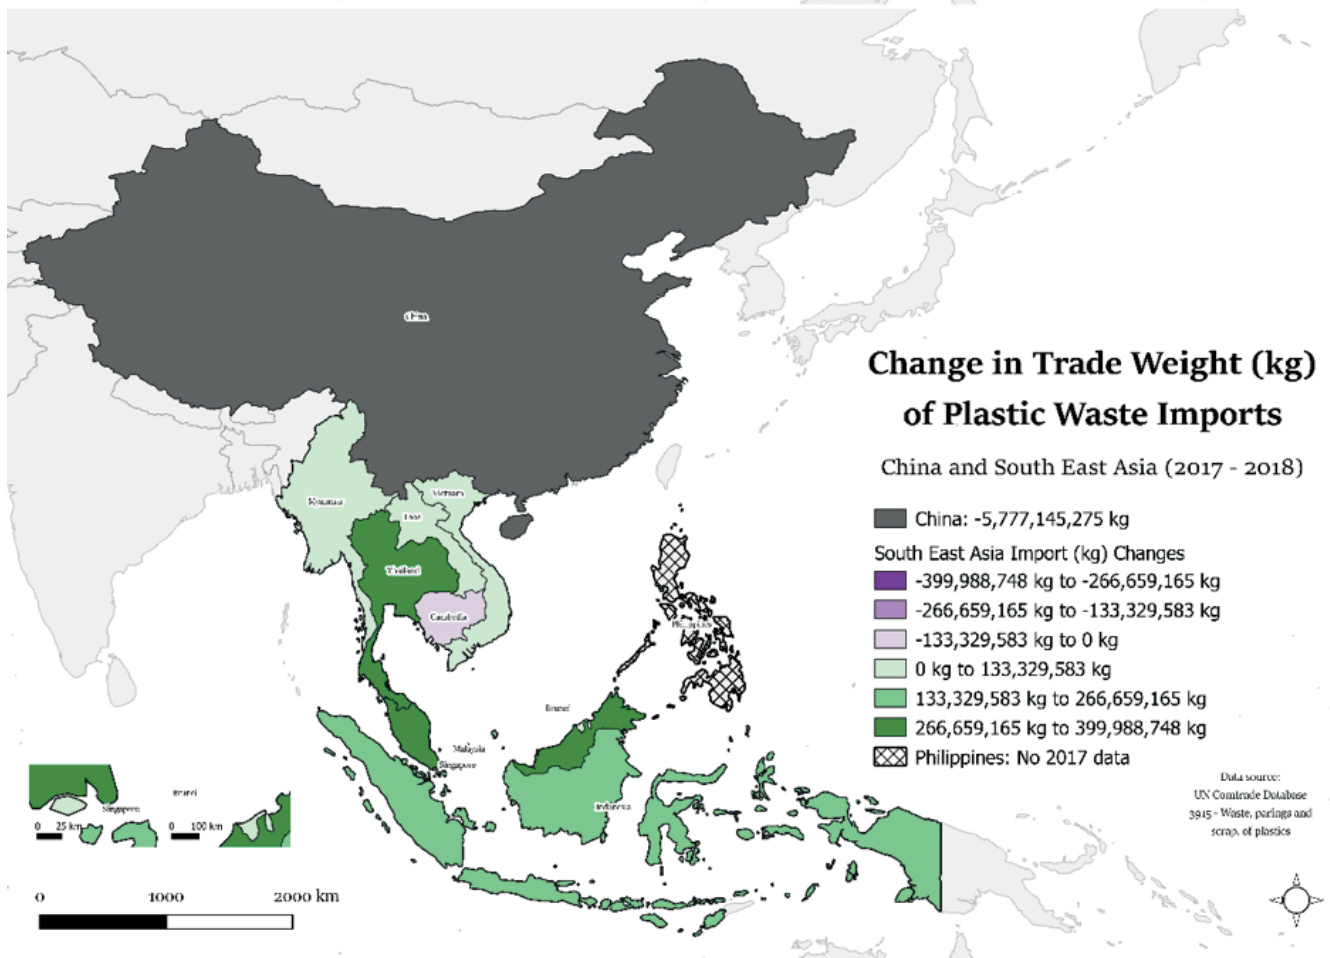 China
Myanmar
Vietnam
Laos
Thailand
Cambodia
Philippines
Brunei
Malaysia
Singapore
Indonesia
Change in Trade Weight (kg)
of Plastic Waste Imports
China and South East Asia (2017 - 2018)
China: -5,777,145,275 kg
South East Asia Import (kg) Changes
-399,988,748 kg to -266,659,165 kg
-266,659,165 kg to -133,329,583 kg
-133,329,583 kg to 0 kg
0 kg to 133,329,583 kg
133,329,583 kg to 266,659,165 kg
266,659,165 kg to 399,988,748 kg
Philippines: No 2017 data
Data source:
UN Comtrade Database
3915 - Waste, parings and
scrap, of plastics
Singapore
0 25 km
Brunei
0 100 km
0 1000 2000 km